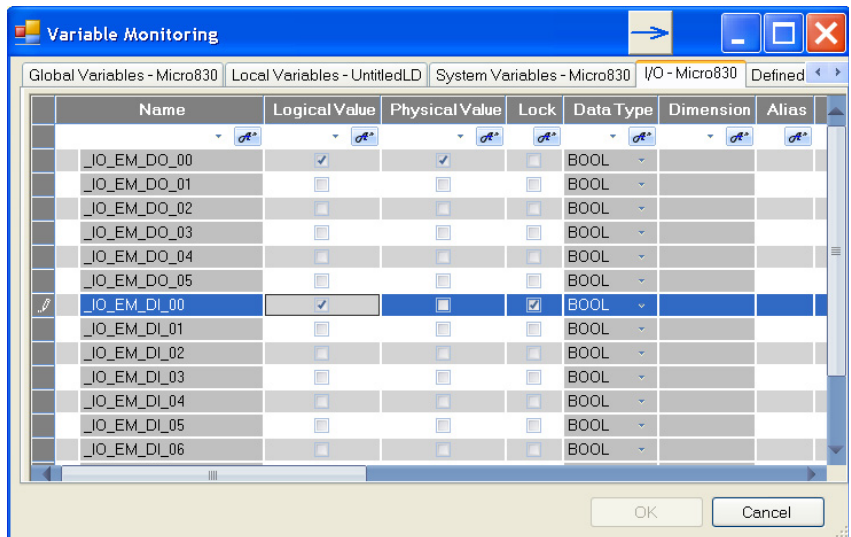 Variable Monitoring
Global Variables - Micro830 Local Variables - UntitledLD System Variables - Micro830 I/O - Micro830 Defined
Name Logical Value Physical Value Lock Data Type Dimension Alias
_IO_EM_DO_00 BOOL
_IO_EM_DO_01 BOOL
_IO_EM_DO_02 BOOL
_IO_EM_DO_03 BOOL
_IO_EM_DO_04 BOOL
_IO_EM_DO_05 BOOL
_IO_EM_DI_00 BOOL
_IO_EM_DI_01 BOOL
_IO_EM_DI_02 BOOL
_IO_EM_DI_03 BOOL
_IO_EM_DI_04 BOOL
_IO_EM_DI_05 BOOL
_IO_EM_DI_06 BOOL
OK Cancel